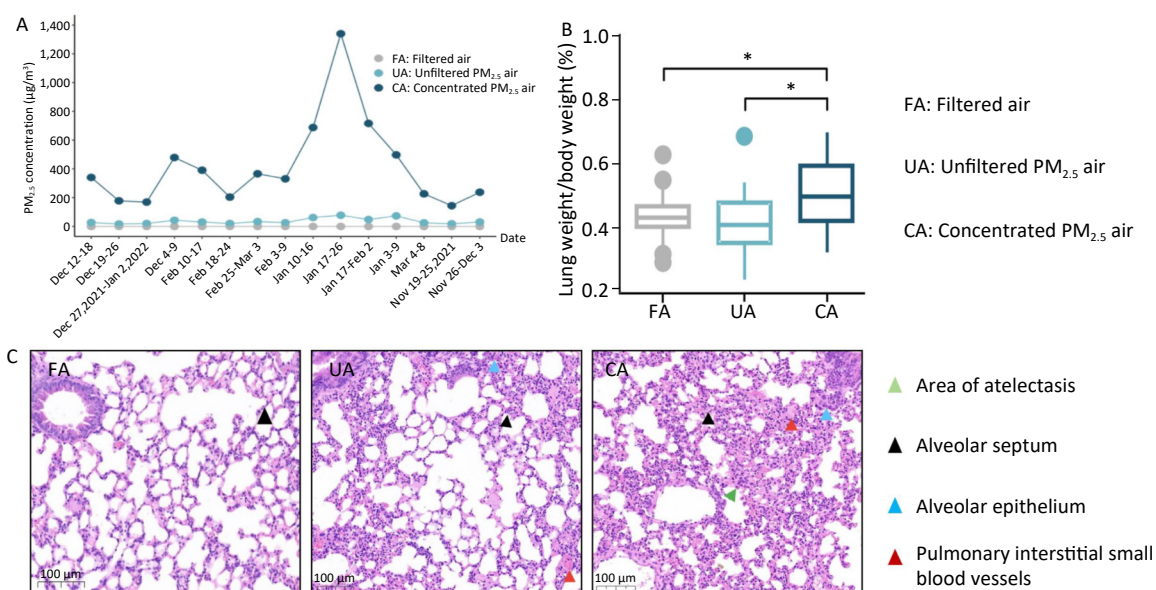 A
1,400
1,200
1,000
800
600
400
200
0
PM2.5 concentration (μg/m³)
FA: Filtered air
UA: Unfiltered PM2.5 air
CA: Concentrated PM2.5 air
Date
Dec 12-18
Dec 19-26
Dec 27,2021-Jan 2,2022
Dec 4-9
Feb 10-17
Feb 18-24
Feb 25-Mar 3
Feb 3-9
Jan 10-16
Jan 17-26
Jan 17-Feb 2
Jan 3-9
Mar 4-8
Nov 19-25,2021
Nov 26-Dec 3
B
1.0
0.8
0.6
0.4
0.2
Lung weight/body weight (%)
*
*
FA
UA
CA
FA: Filtered air
UA: Unfiltered PM2.5 air
CA: Concentrated PM2.5 air
C
FA
100 μm
UA
100 μm
CA
100 μm
Area of atelectasis
Alveolar septum
Alveolar epithelium
Pulmonary interstitial small
blood vessels